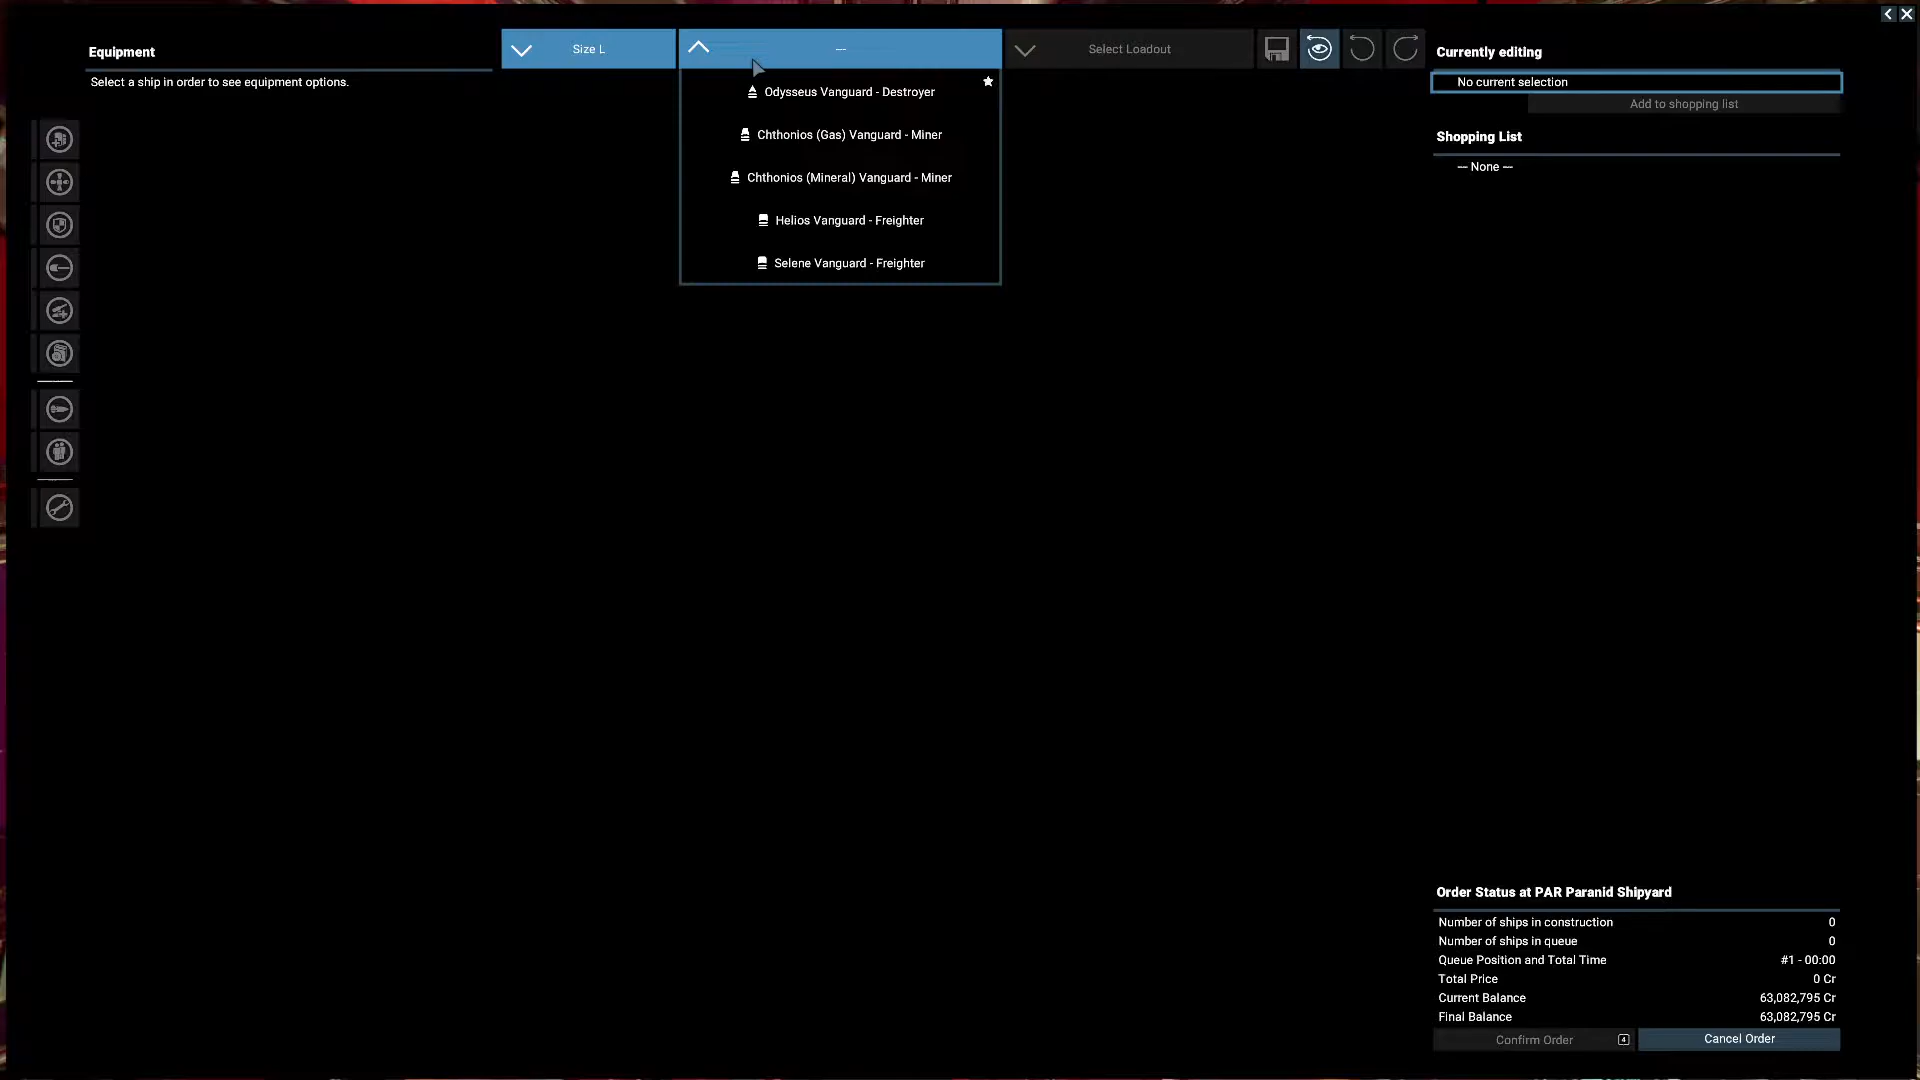 Equipment
Select a ship in order to see equipment options.
Size L
---
Odysseus Vanguard - Destroyer
Chthonios (Gas) Vanguard - Miner
Chthonios (Mineral) Vanguard - Miner
Helios Vanguard - Freighter
Selene Vanguard - Freighter
Select Loadout
Currently editing
No current selection
Add to shopping list
Shopping List
--- None ---
Order Status at PAR Paranid Shipyard
Number of ships in construction 0
Number of ships in queue 0
Queue Position and Total Time #1 - 00:00
Total Price 0 Cr
Current Balance 63,082,795 Cr
Final Balance 63,082,795 Cr
Confirm Order 4
Cancel Order